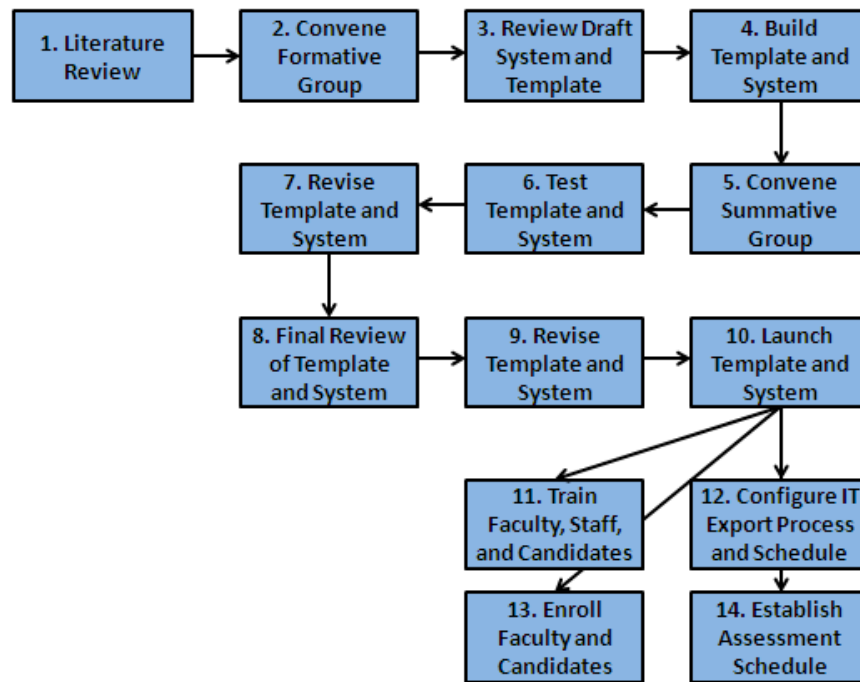 1. Literature
Review
2. Convene
Formative
Group
3. Review Draft
System and
Template
4. Build
Template and
System
7. Revise
Template and
System
6. Test
Template and
System
5. Convene
Summative
Group
8. Final Review
of Template
and System
9. Revise
Template and
System
10. Launch
Template and
System
11. Train
Faculty, Staff,
and Candidates
12. Configure IT
Export Process
and Schedule
13. Enroll
Faculty and
Candidates
14. Establish
Assessment
Schedule